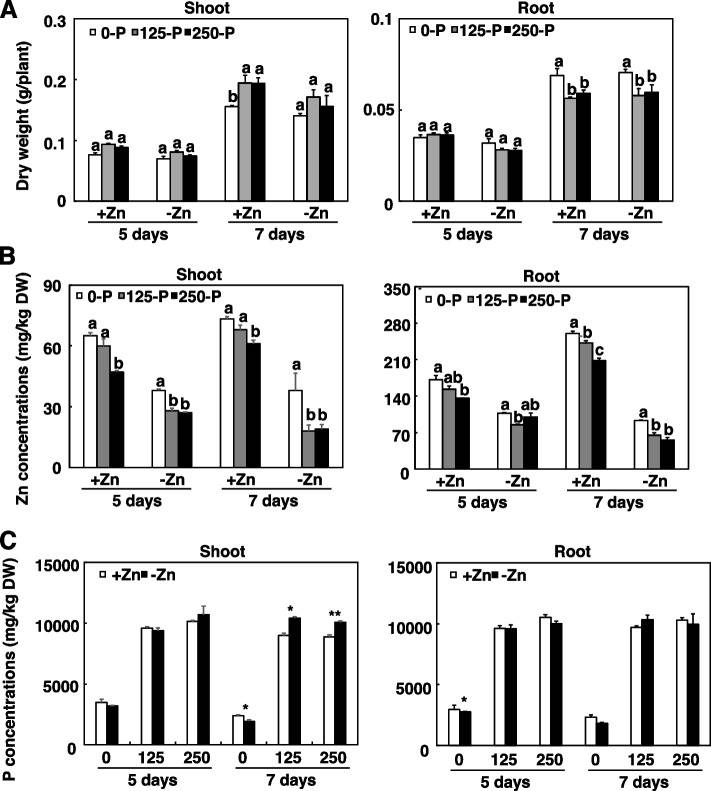 A
Shoot
Root
Dry weight (g/plant)
0.3
0.2
0.1
0
0-P 125-P 250-P
a a a a a a b a a a a a
+Zn -Zn +Zn -Zn
5 days 7 days
0.1
0.05
0
0-P 125-P 250-P
a a a a a a a b b a b b
+Zn -Zn +Zn -Zn
5 days 7 days
B
Shoot
Root
Zn concentrations (mg/kg DW)
90
60
30
0
0-P 125-P 250-P
a a b a b b a a b a b b
+Zn -Zn +Zn -Zn
5 days 7 days
350
280
210
140
70
0
0-P 125-P 250-P
a ab b a b ab a b c a b b
+Zn -Zn +Zn -Zn
5 days 7 days
C
Shoot
Root
P concentrations (mg/kg DW)
15000
10000
5000
0
+Zn -Zn
* * **
0 125 250 0 125 250
5 days 7 days
15000
10000
5000
0
+Zn -Zn
*
0 125 250 0 125 250
5 days 7 days